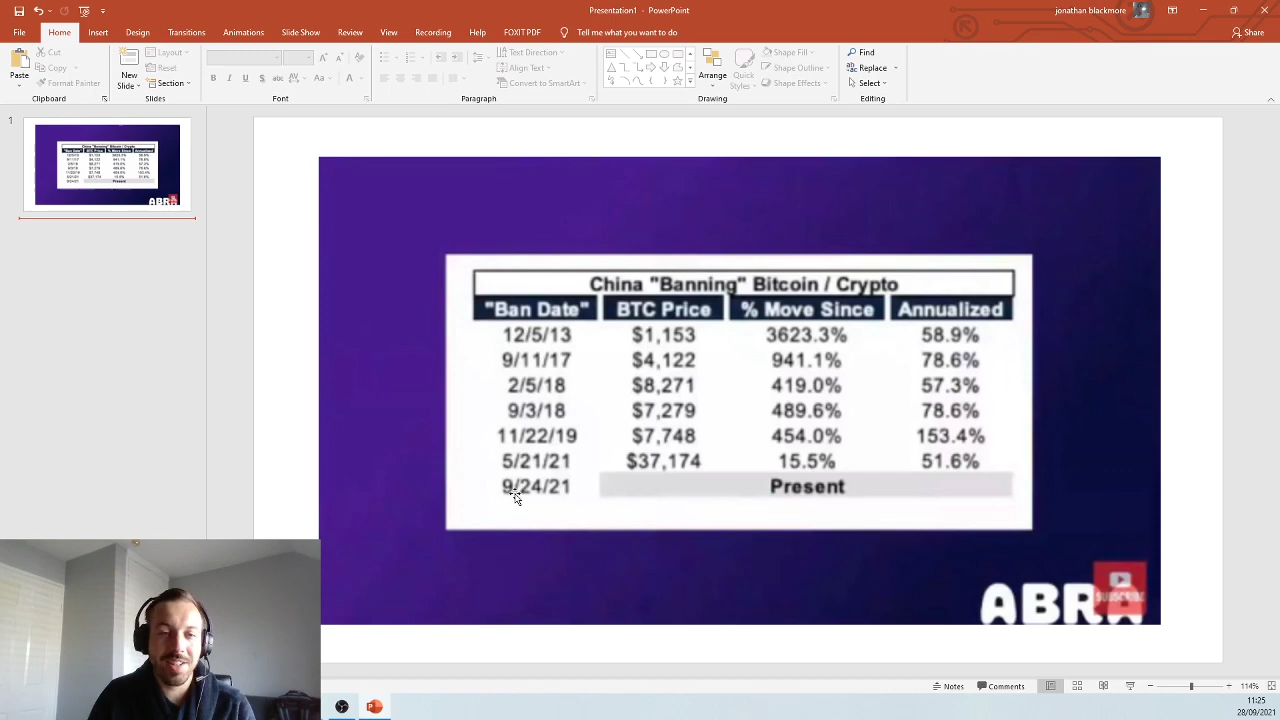 Presentation1 - PowerPoint
jonathan blackmore
File Home Insert Design Transitions Animations Slide Show Review View Recording Help FOXIT PDF Tell me what you want to do Share
Paste Cut Copy Format Painter Clipboard
New Slide Layout Reset Section Slides
B I U S abc AV Aa A Font
Text Direction Align Text Convert to SmartArt Paragraph
Arrange Quick Styles Shape Fill Shape Outline Shape Effects Drawing
Find Replace Select Editing
1
China "Banning" Bitcoin / Crypto
"Ban Date" BTC Price % Move Since Annualized
12/5/13 $1,153 3623.3% 58.9%
9/11/17 $4,122 941.1% 78.6%
2/5/18 $8,271 419.0% 57.3%
9/3/18 $7,279 489.6% 78.6%
11/22/19 $7,748 454.0% 153.4%
5/21/21 $37,174 15.5% 51.6%
9/24/21 Present
ABRA
SUBSCRIBE
Notes Comments 114%
11:25
28/09/2021